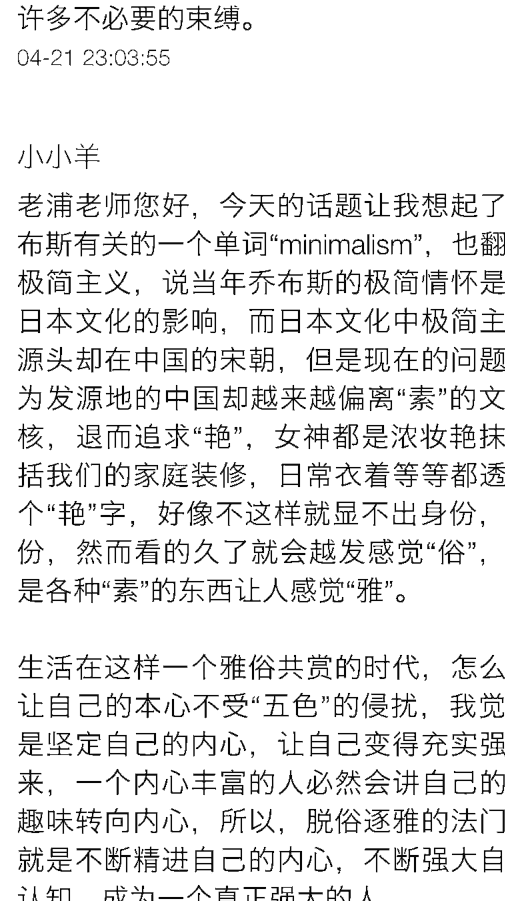 许多不必要的束缚。
04-21 23:03:55
小小羊
老浦老师您好，今天的话题让我想起了
布斯有关的一个单词“minimalism”，也翻
极简主义，说当年乔布斯的极简情怀是
日本文化的影响，而日本文化中极简主
源头却在中国的宋朝，但是现在的问题
为发源地的中国却越来越偏离“素”的文
核，退而追求“艳”，女神都是浓妆艳抹
括我们的家庭装修，日常衣着等等都透
个“艳”字，好像不这样就显不出身份，
份，然而看的久了就会越发感觉“俗”，
是各种“素”的东西让人感觉“雅”。
生活在这样一个雅俗共赏的时代，怎么
让自己的本心不受“五色”的侵扰，我觉
是坚定自己的内心，让自己变得充实强
来，一个内心丰富的人必然会讲自己的
趣味转向内心，所以，脱俗逐雅的法门
就是不断精进自己的内心，不断强大自
认知，成为一个真正强大的人